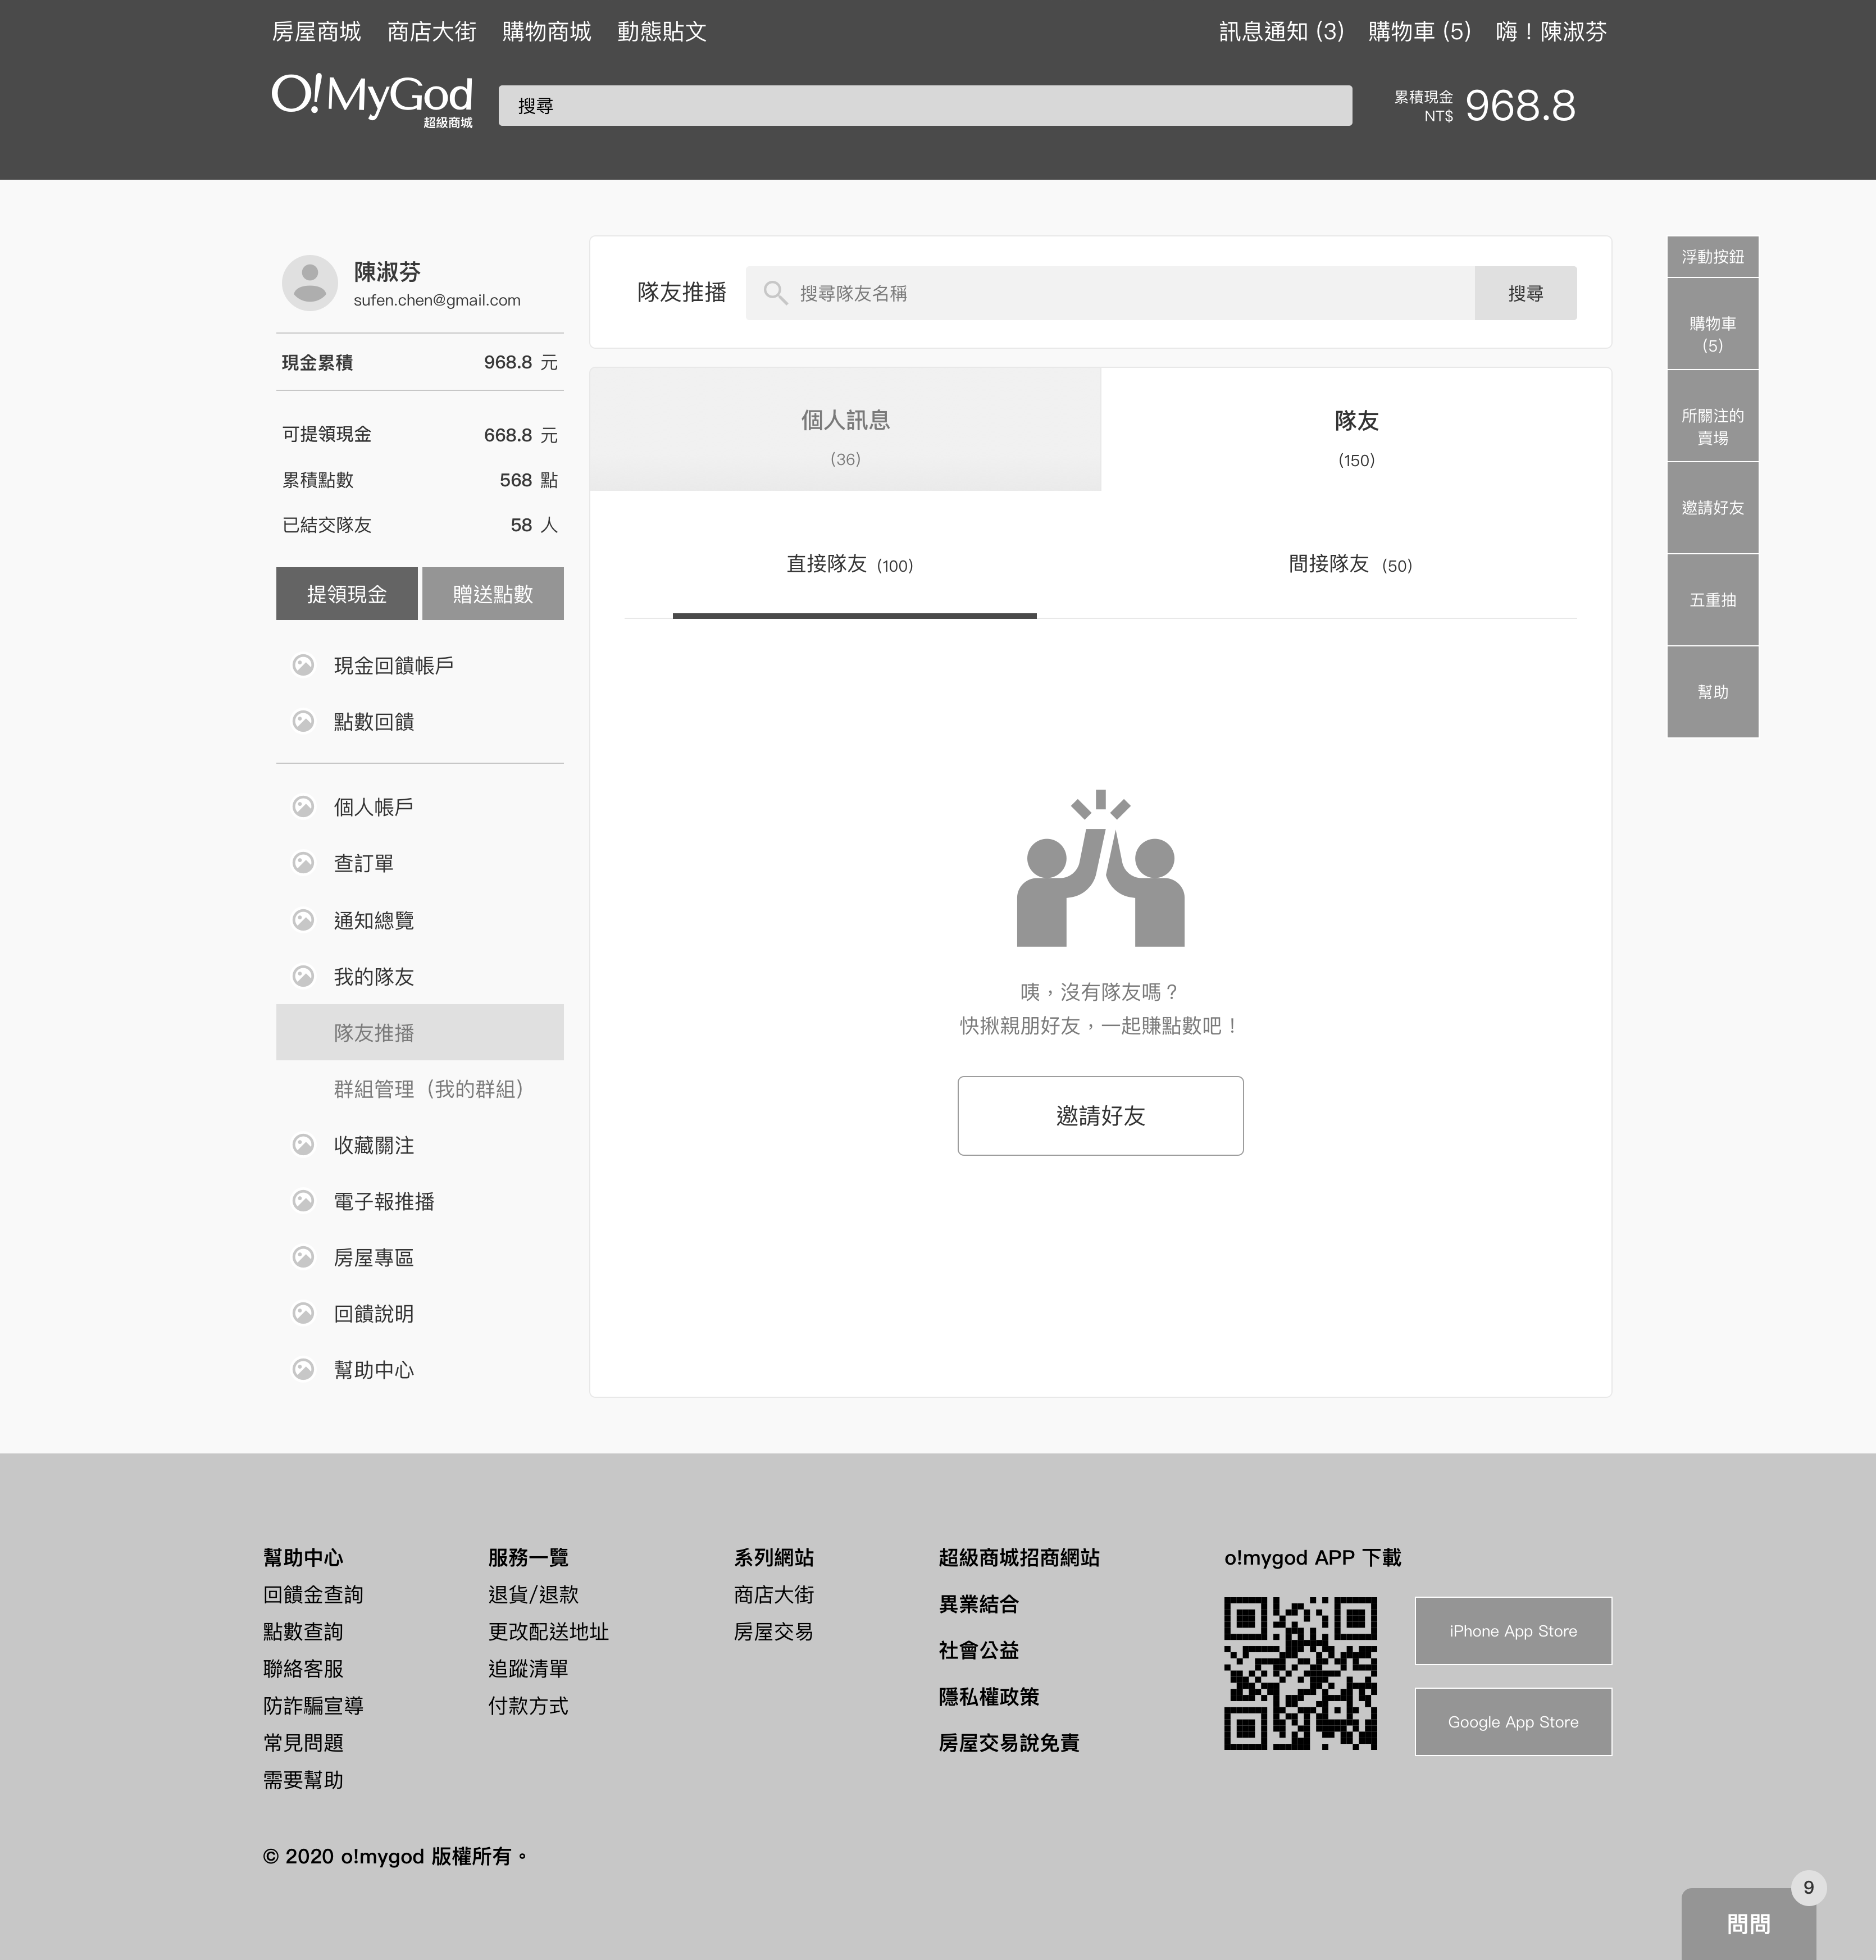 房屋商城 商店大街 購物商城 動態貼文 訊息通知 (3) 購物車 (5) 嗨！陳淑芬
O!MyGod
超級商城
搜尋
累積現金
NT$
968.8
陳淑芬
sufen.chen@gmail.com
現金累積 968.8 元
可提領現金 668.8 元
累積點數 568 點
已結交隊友 58 人
提領現金 贈送點數
現金回饋帳戶
點數回饋
個人帳戶
查訂單
通知總覽
我的隊友
隊友推播
群組管理（我的群組）
收藏關注
電子報推播
房屋專區
回饋說明
幫助中心
隊友推播 搜尋隊友名稱 搜尋
個人訊息
(36)
隊友
(150)
直接隊友 (100) 間接隊友 (50)
咦，沒有隊友嗎？
快揪親朋好友，一起賺點數吧！
邀請好友
浮動按鈕
購物車
(5)
所關注的
賣場
邀請好友
五重抽
幫助
幫助中心
回饋金查詢
點數查詢
聯絡客服
防詐騙宣導
常見問題
需要幫助
服務一覽
退貨/退款
更改配送地址
追蹤清單
付款方式
系列網站
商店大街
房屋交易
超級商城招商網站
異業結合
社會公益
隱私權政策
房屋交易說免責
o!mygod APP 下載
iPhone App Store
Google App Store
© 2020 o!mygod 版權所有。
9
問問